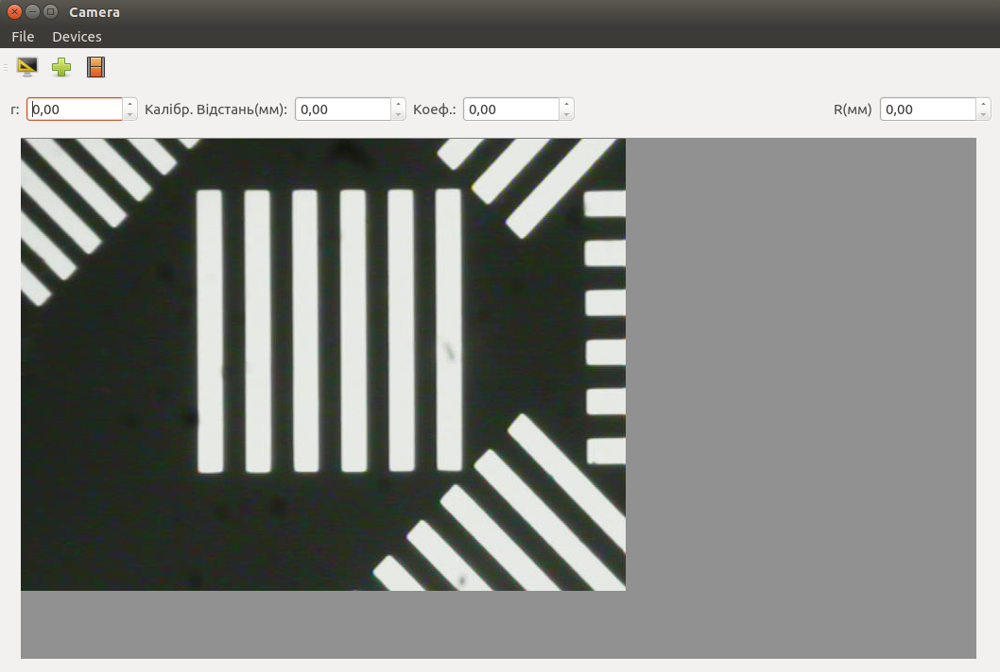 Camera
File Devices
r: 0,00 Калібр. Відстань(мм): 0,00 Коеф.: 0,00 R(мм) 0,00